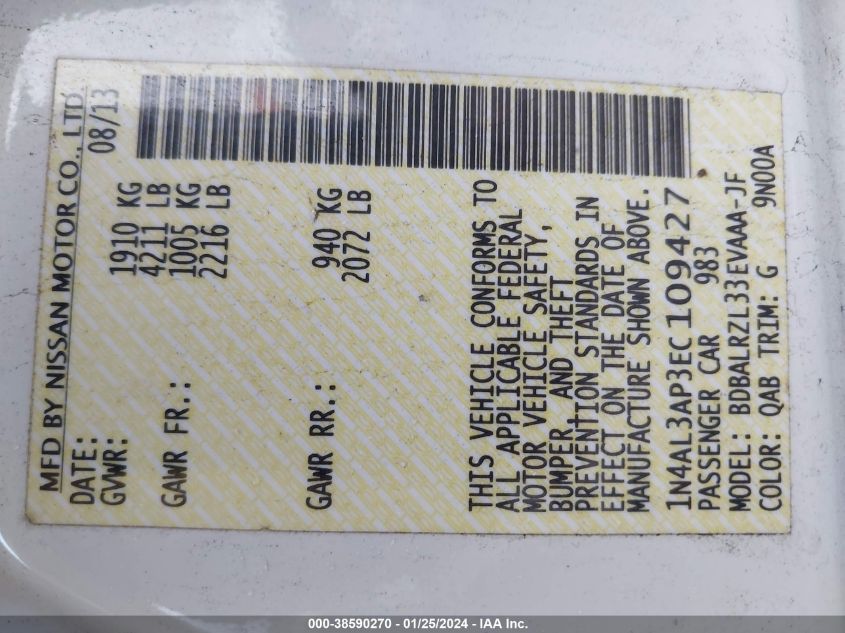 MFD BY NISSAN MOTOR CO., LTD
DATE: 08/13
GVWR: 1910 KG
4211 LB
GAWR FR.: 1005 KG
2216 LB
GAWR RR.: 940 KG
2072 LB
THIS VEHICLE CONFORMS TO
ALL APPLICABLE FEDERAL
MOTOR VEHICLE SAFETY,
BUMPER, AND THEFT
PREVENTION STANDARDS IN
EFFECT ON THE DATE OF
MANUFACTURE SHOWN ABOVE.
1N4AL3AP3EC109427
PASSENGER CAR 983
MODEL: BDBALRZL33EVAAA-JF
COLOR: QAB TRIM: G 9N00A
000-38590270 - 01/25/2024 - IAA Inc.